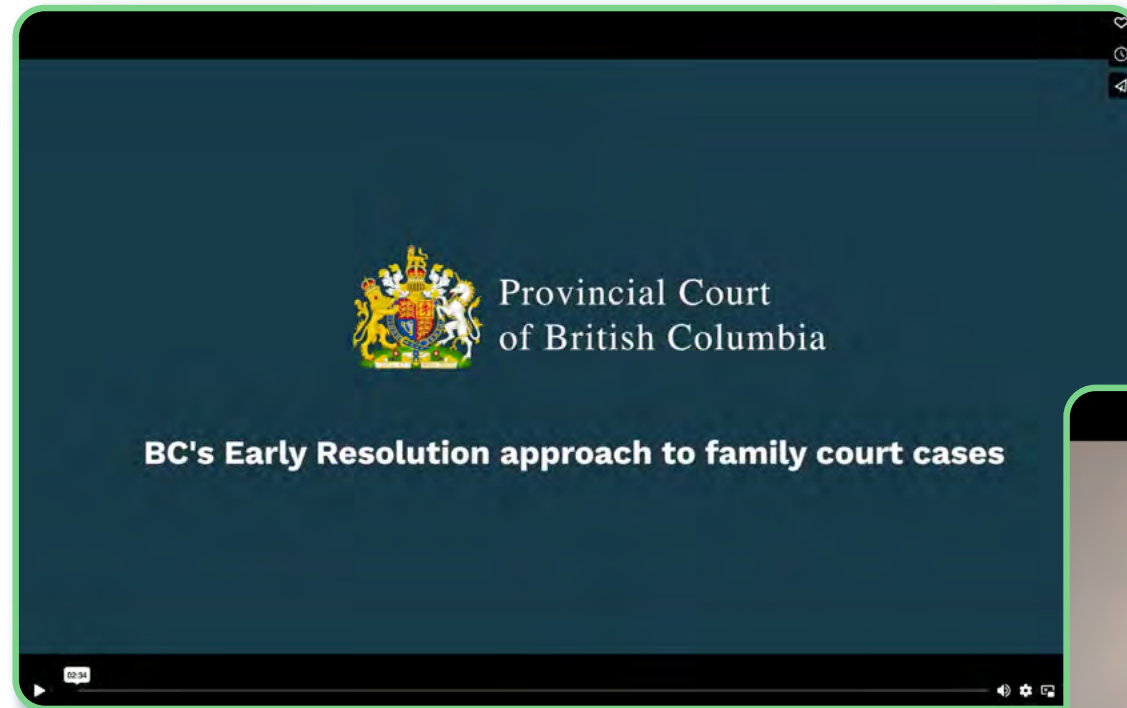 Provincial Court
of British Columbia
BC's Early Resolution approach to family court cases
02:34